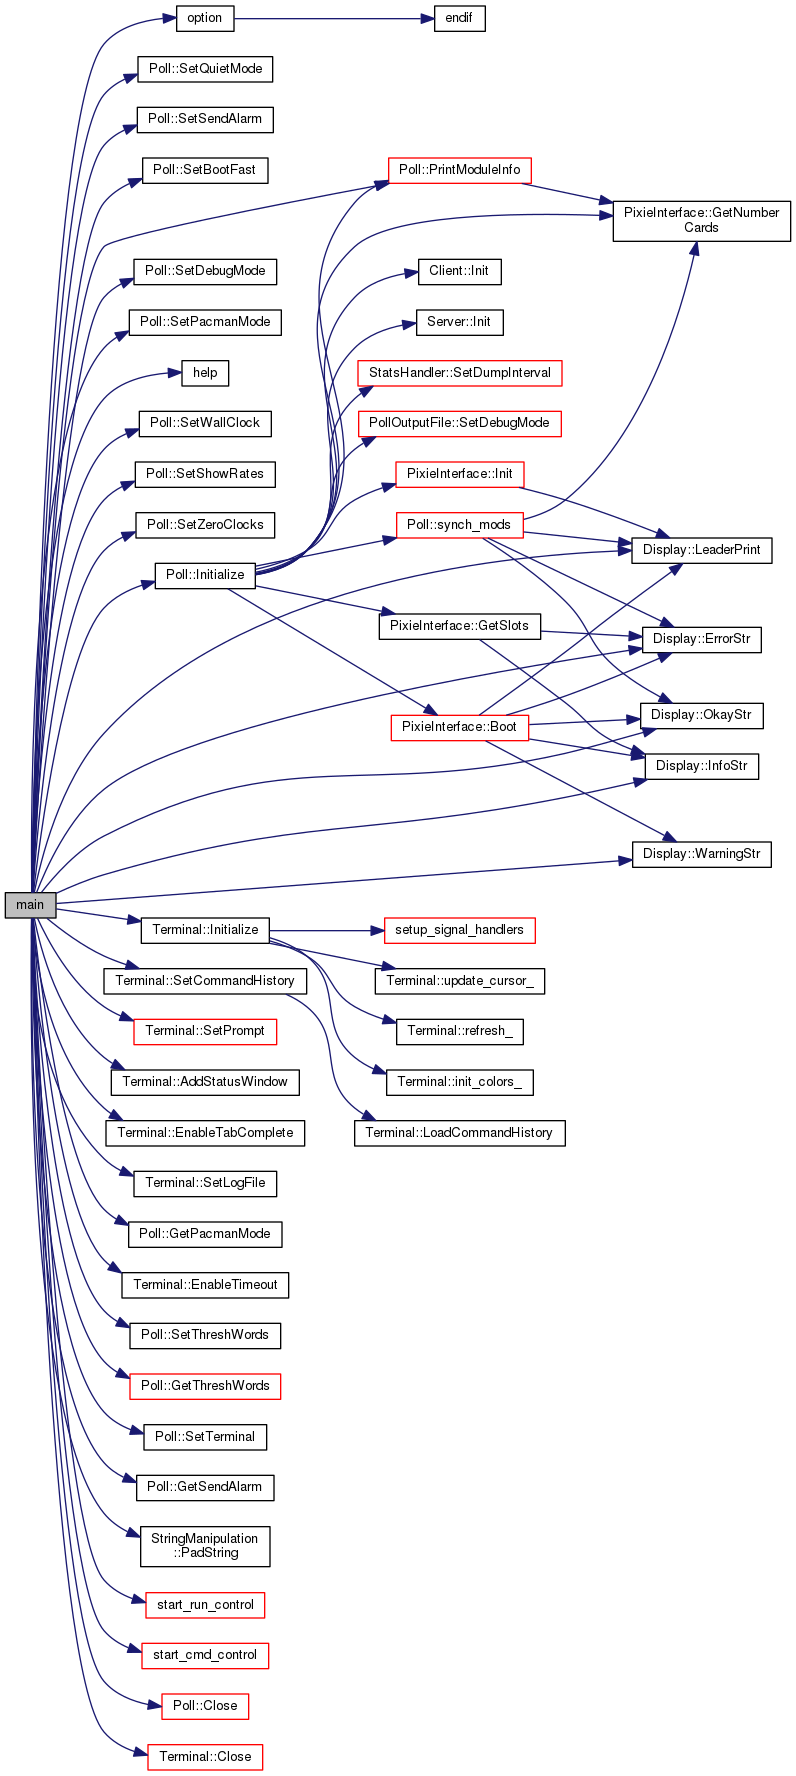 option
endif
Poll::SetQuietMode
Poll::SetSendAlarm
Poll::SetBootFast
Poll::PrintModuleInfo
PixieInterface::GetNumber
Cards
Poll::SetDebugMode
Client::Init
Poll::SetPacmanMode
Server::Init
help
StatsHandler::SetDumpInterval
Poll::SetWallClock
PollOutputFile::SetDebugMode
Poll::SetShowRates
PixieInterface::Init
Poll::SetZeroClocks
Poll::synch_mods
Display::LeaderPrint
Poll::Initialize
PixieInterface::GetSlots
Display::ErrorStr
PixieInterface::Boot
Display::OkayStr
Display::InfoStr
Display::WarningStr
main
Terminal::Initialize
setup_signal_handlers
Terminal::SetCommandHistory
Terminal::update_cursor_
Terminal::SetPrompt
Terminal::refresh_
Terminal::AddStatusWindow
Terminal::init_colors_
Terminal::EnableTabComplete
Terminal::LoadCommandHistory
Terminal::SetLogFile
Poll::GetPacmanMode
Terminal::EnableTimeout
Poll::SetThreshWords
Poll::GetThreshWords
Poll::SetTerminal
Poll::GetSendAlarm
StringManipulation
::PadString
start_run_control
start_cmd_control
Poll::Close
Terminal::Close